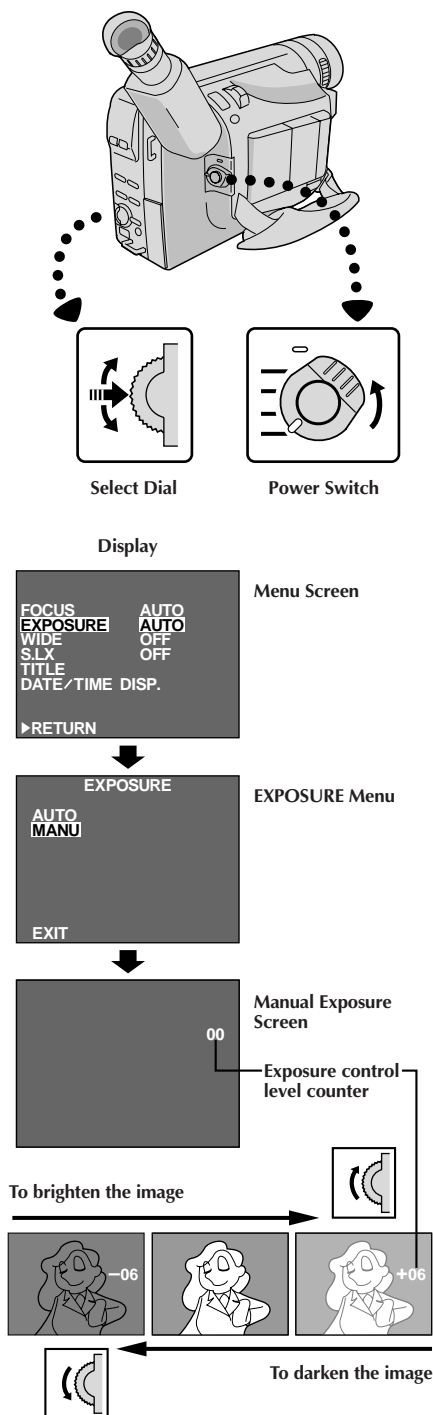 Select Dial
Power Switch
Display
Menu Screen
FOCUS AUTO
EXPOSURE AUTO
WIDE OFF
S.LX OFF
TITLE
DATE/TIME DISP.
▶RETURN
EXPOSURE Menu
EXPOSURE
AUTO
MANU
EXIT
Manual Exposure
Screen
00
Exposure control
level counter
To brighten the image
–06
+06
To darken the image